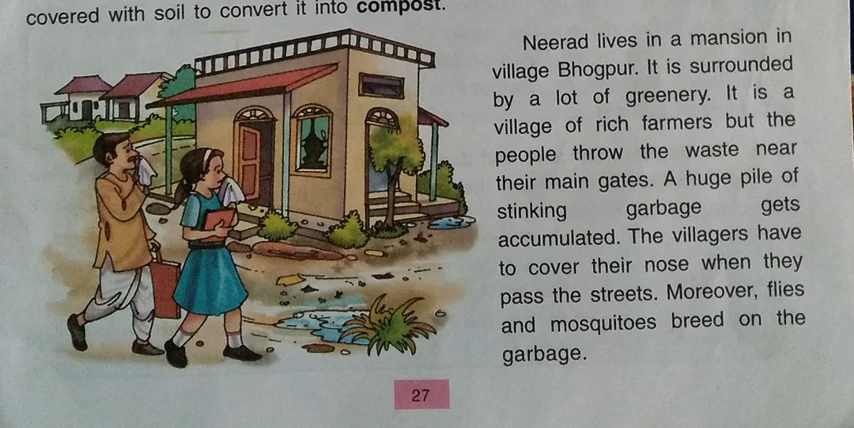 covered with soil to convert it into compost.
Neerad lives in a mansion in
village Bhogpur. It is surrounded
by a lot of greenery. It is a
village of rich farmers but the
people throw the waste near
their main gates. A huge pile of
stinking garbage gets
accumulated. The villagers have
to cover their nose when they
pass the streets. Moreover, flies
and mosquitoes breed on the
garbage.
27